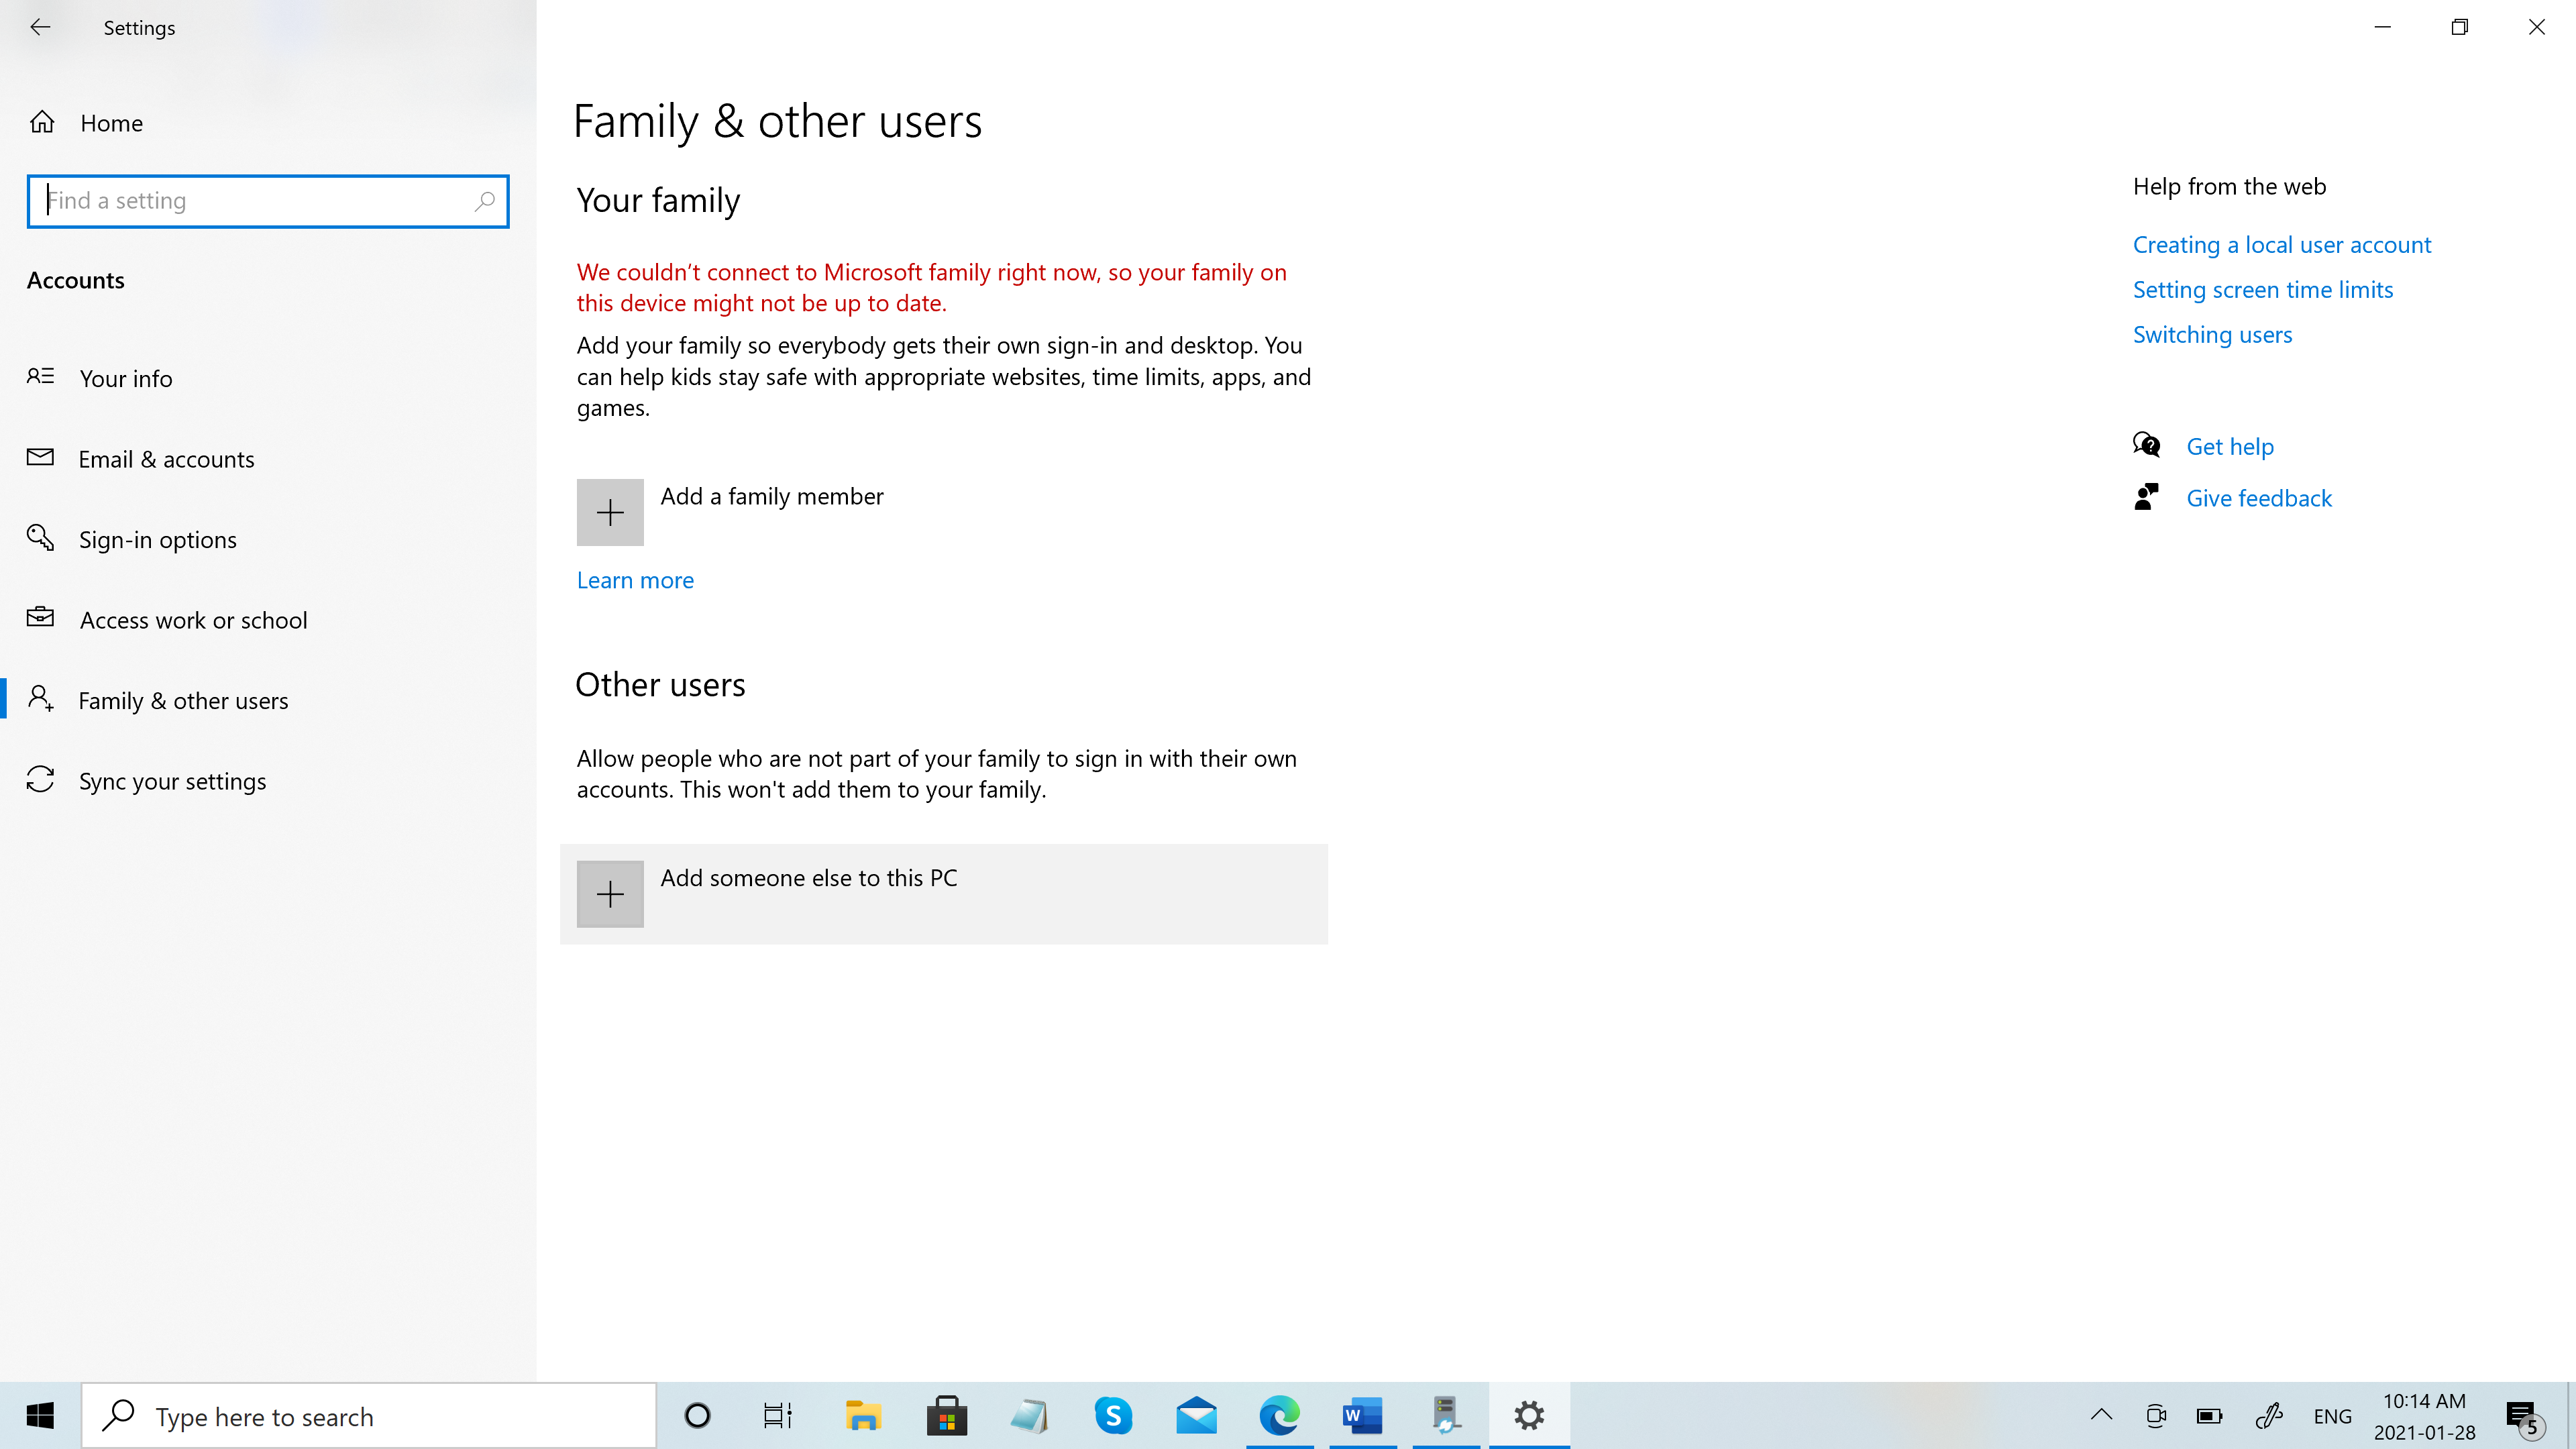 Settings
Home
Find a setting
Accounts
Your info
Email & accounts
Sign-in options
Access work or school
Family & other users
Sync your settings
Family & other users
Your family
We couldn’t connect to Microsoft family right now, so your family on
this device might not be up to date.
Add your family so everybody gets their own sign-in and desktop. You
can help kids stay safe with appropriate websites, time limits, apps, and
games.
Add a family member
Learn more
Other users
Allow people who are not part of your family to sign in with their own
accounts. This won't add them to your family.
Add someone else to this PC
Help from the web
Creating a local user account
Setting screen time limits
Switching users
Get help
Give feedback
Type here to search
S
W
ENG
10:14 AM
2021-01-28
5